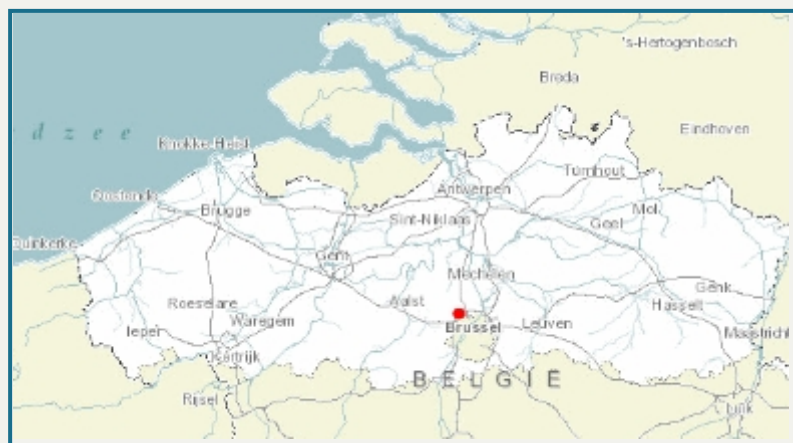 's-Hertogenbosch
Breda
d z e e
Eindhoven
Knokke-Heist
Turnhout
Antwerpen
Oostende
Mol
Brugge
Sint-Niklaas
Geel
Duinkerke
Gent
Mechelen
Genk
Roeselare
Aalst
Hasselt
Waregem
Ieper
Brussel
Leuven
Maastricht
Kortrijk
BELGIË
Rijsel
Luik